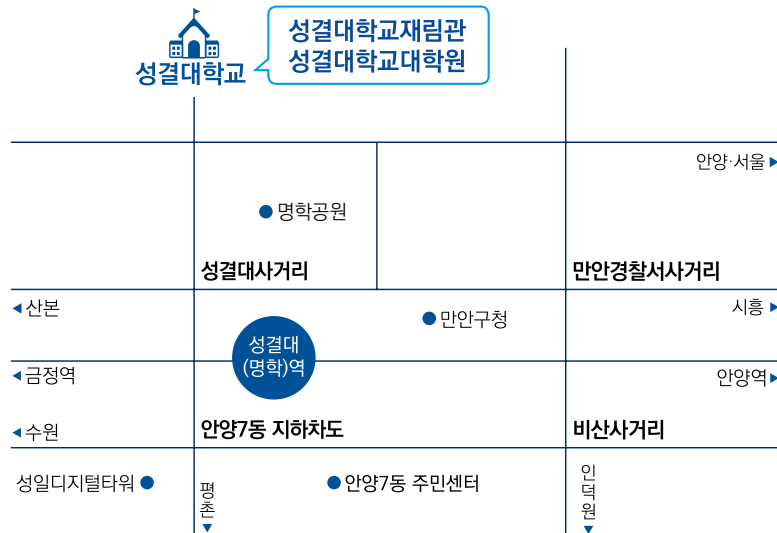 성결대학교재림관
성결대학교대학원
성결대학교
안양·서울
명학공원
성결대사거리
만안경찰서사거리
산본
만안구청
시흥
성결대
(명학)역
금정역
안양역
수원
안양7동 지하차도
비산사거리
성일디지털타워
평촌
안양7동 주민센터
인덕원